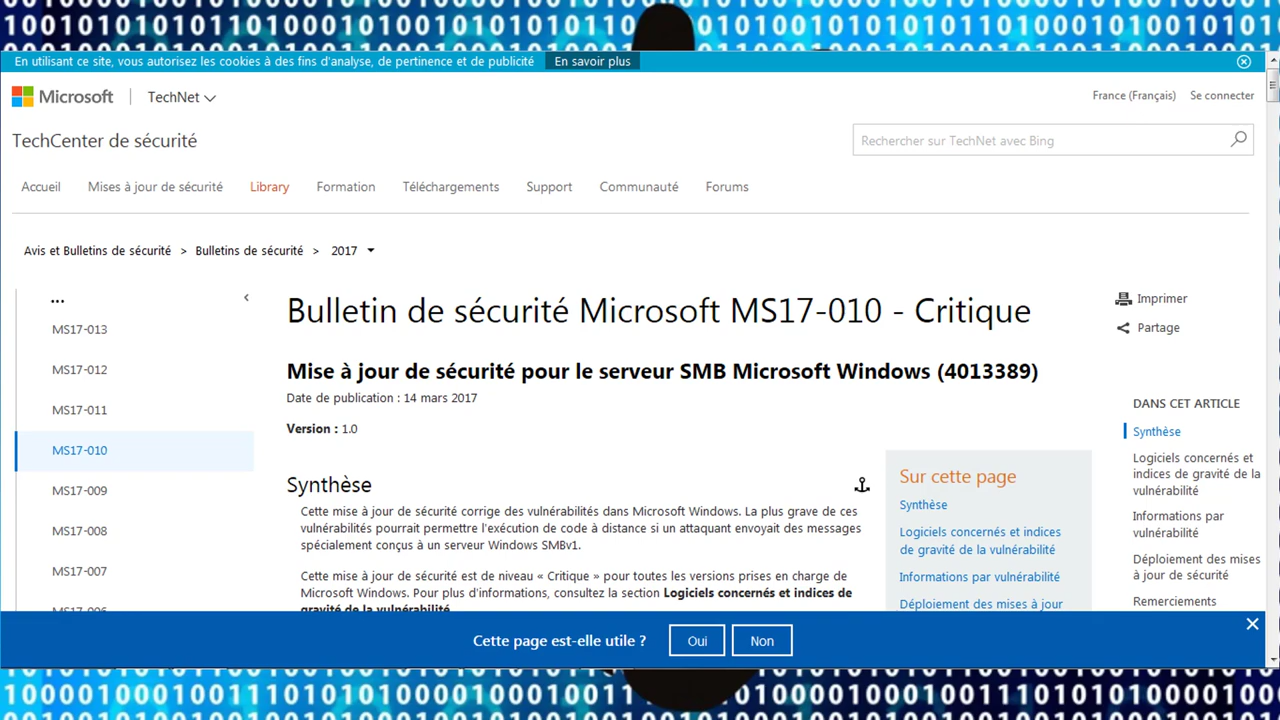 En utilisant ce site, vous autorisez les cookies à des fins d'analyse, de pertinence et de publicité En savoir plus
Microsoft | TechNet
France (Français) Se connecter
TechCenter de sécurité
Rechercher sur TechNet avec Bing
Accueil Mises à jour de sécurité Library Formation Téléchargements Support Communauté Forums
Avis et Bulletins de sécurité > Bulletins de sécurité > 2017
...
MS17-013
MS17-012
MS17-011
MS17-010
MS17-009
MS17-008
MS17-007
MS17-006
Bulletin de sécurité Microsoft MS17-010 - Critique
Mise à jour de sécurité pour le serveur SMB Microsoft Windows (4013389)
Date de publication : 14 mars 2017
Version : 1.0
Synthèse
Cette mise à jour de sécurité corrige des vulnérabilités dans Microsoft Windows. La plus grave de ces
vulnérabilités pourrait permettre l'exécution de code à distance si un attaquant envoyait des messages
spécialement conçus à un serveur Windows SMBv1.
Cette mise à jour de sécurité est de niveau « Critique » pour toutes les versions prises en charge de
Microsoft Windows. Pour plus d'informations, consultez la section Logiciels concernés et indices de
gravité de la vulnérabilité
Sur cette page
Synthèse
Logiciels concernés et indices
de gravité de la vulnérabilité
Informations par vulnérabilité
Déploiement des mises à jour
Imprimer
Partage
DANS CET ARTICLE
Synthèse
Logiciels concernés et
indices de gravité de la
vulnérabilité
Informations par
vulnérabilité
Déploiement des mises
à jour de sécurité
Remerciements
Cette page est-elle utile ? Oui Non